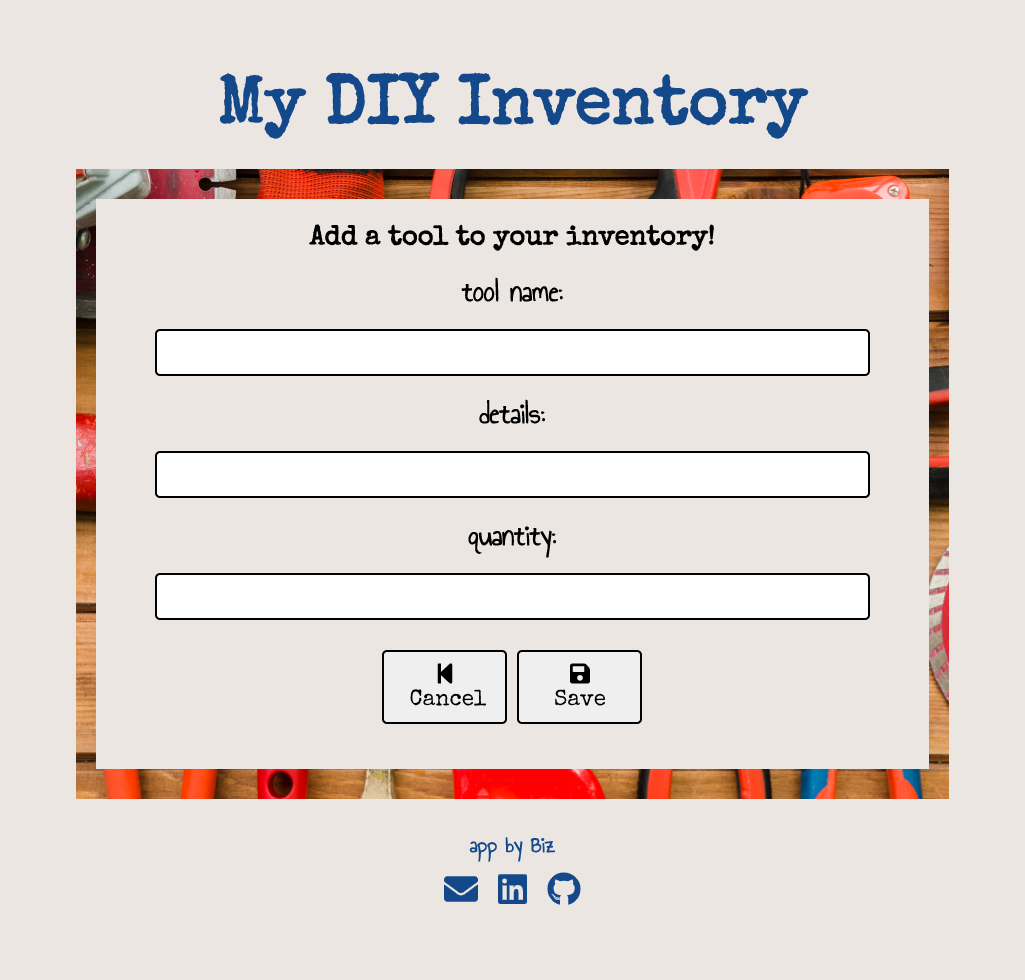 My DIY Inventory
Add a tool to your inventory!
tool name:
details:
quantity:
Cancel
Save
app by Biz